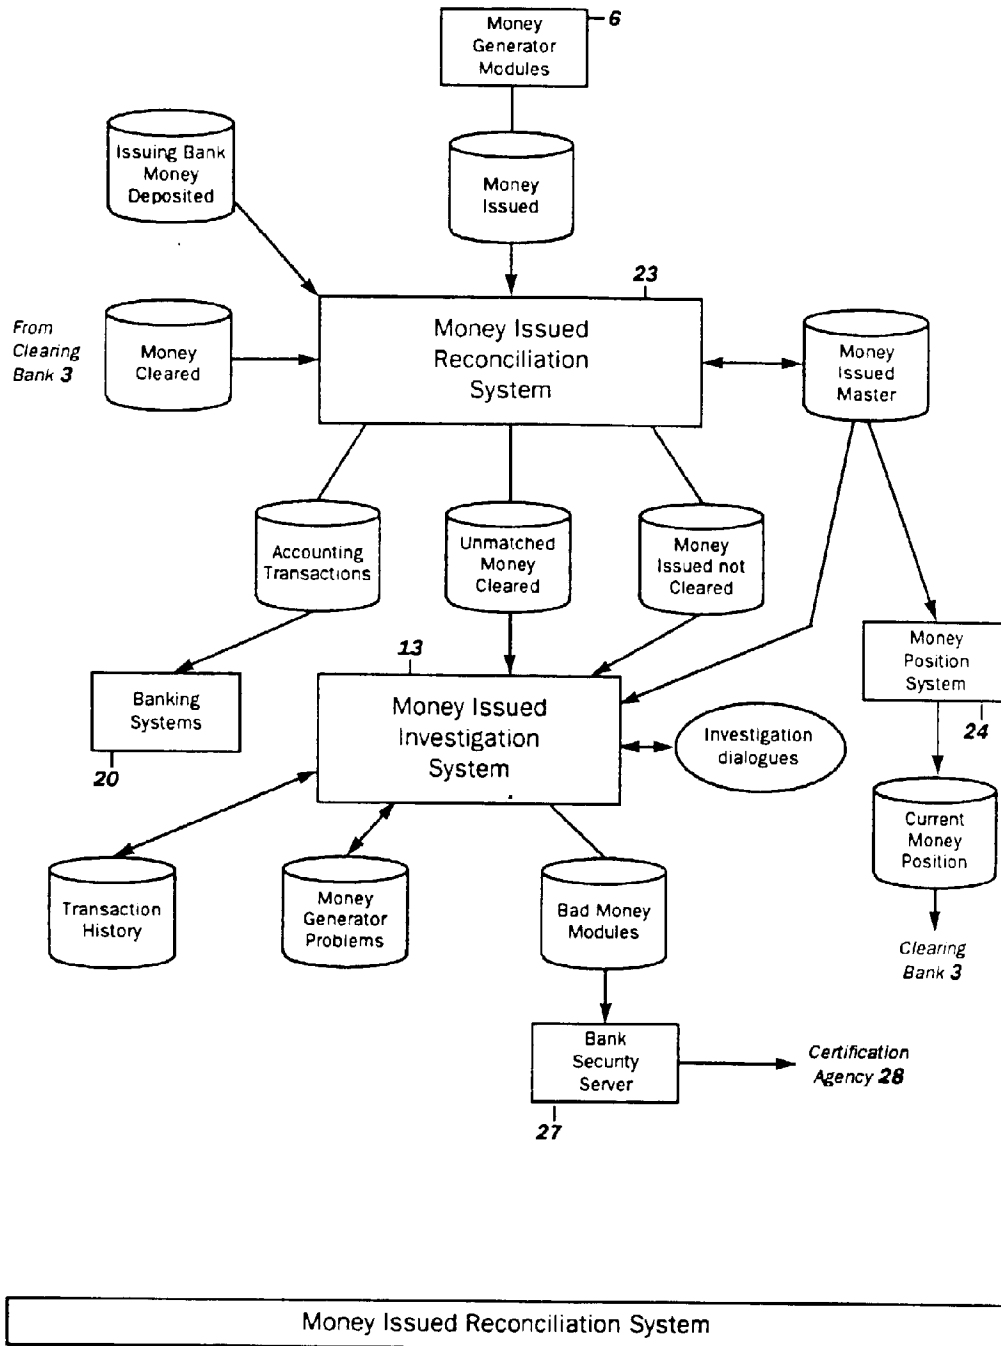 Money
Generator
Modules
6
Issuing Bank
Money
Deposited
Money
Issued
23
From
Clearing
Bank 3
Money
Cleared
Money Issued
Reconciliation
System
Money
Issued
Master
Accounting
Transactions
Unmatched
Money
Cleared
Money
Issued not
Cleared
13
Money
Position
System
24
Banking
Systems
20
Money Issued
Investigation
System
Investigation
dialogues
Current
Money
Position
Transaction
History
Money
Generator
Problems
Bad Money
Modules
Clearing
Bank 3
Bank
Security
Server
27
Certification
Agency 28
Money Issued Reconciliation System